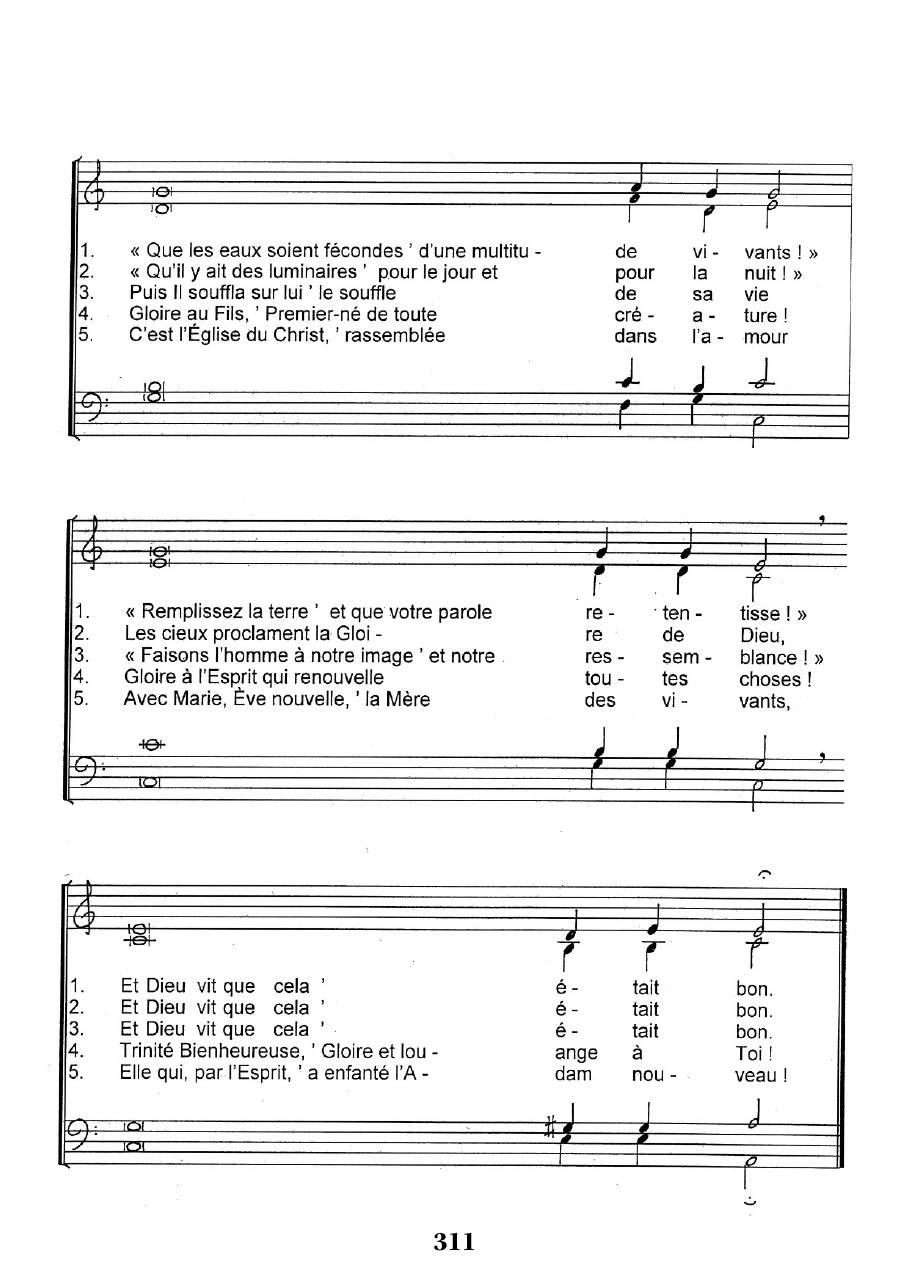 1. « Que les eaux soient fécondes ’ d’une multitu - de vi - vants ! »
2. « Qu’il y ait des luminaires ’ pour le jour et pour la nuit ! »
3. Puis Il souffla sur lui ’ le souffle de sa vie
4. Gloire au Fils, ’ Premier-né de toute cré - a - ture !
5. C’est l’Église du Christ, ’ rassemblée dans l’a - mour
1. « Remplissez la terre ’ et que votre parole re - ten - tisse ! »
2. Les cieux proclament la Gloi - re de Dieu,
3. « Faisons l’homme à notre image ’ et notre res - sem - blance ! »
4. Gloire à l’Esprit qui renouvelle tou - tes choses !
5. Avec Marie, Ève nouvelle, ’ la Mère des vi - vants,
1. Et Dieu vit que cela ’ é - tait bon.
2. Et Dieu vit que cela ’ é - tait bon.
3. Et Dieu vit que cela ’ é - tait bon.
4. Trinité Bienheureuse, ’ Gloire et lou - ange à Toi !
5. Elle qui, par l’Esprit, ’ a enfanté l’A - dam nou - veau !
311